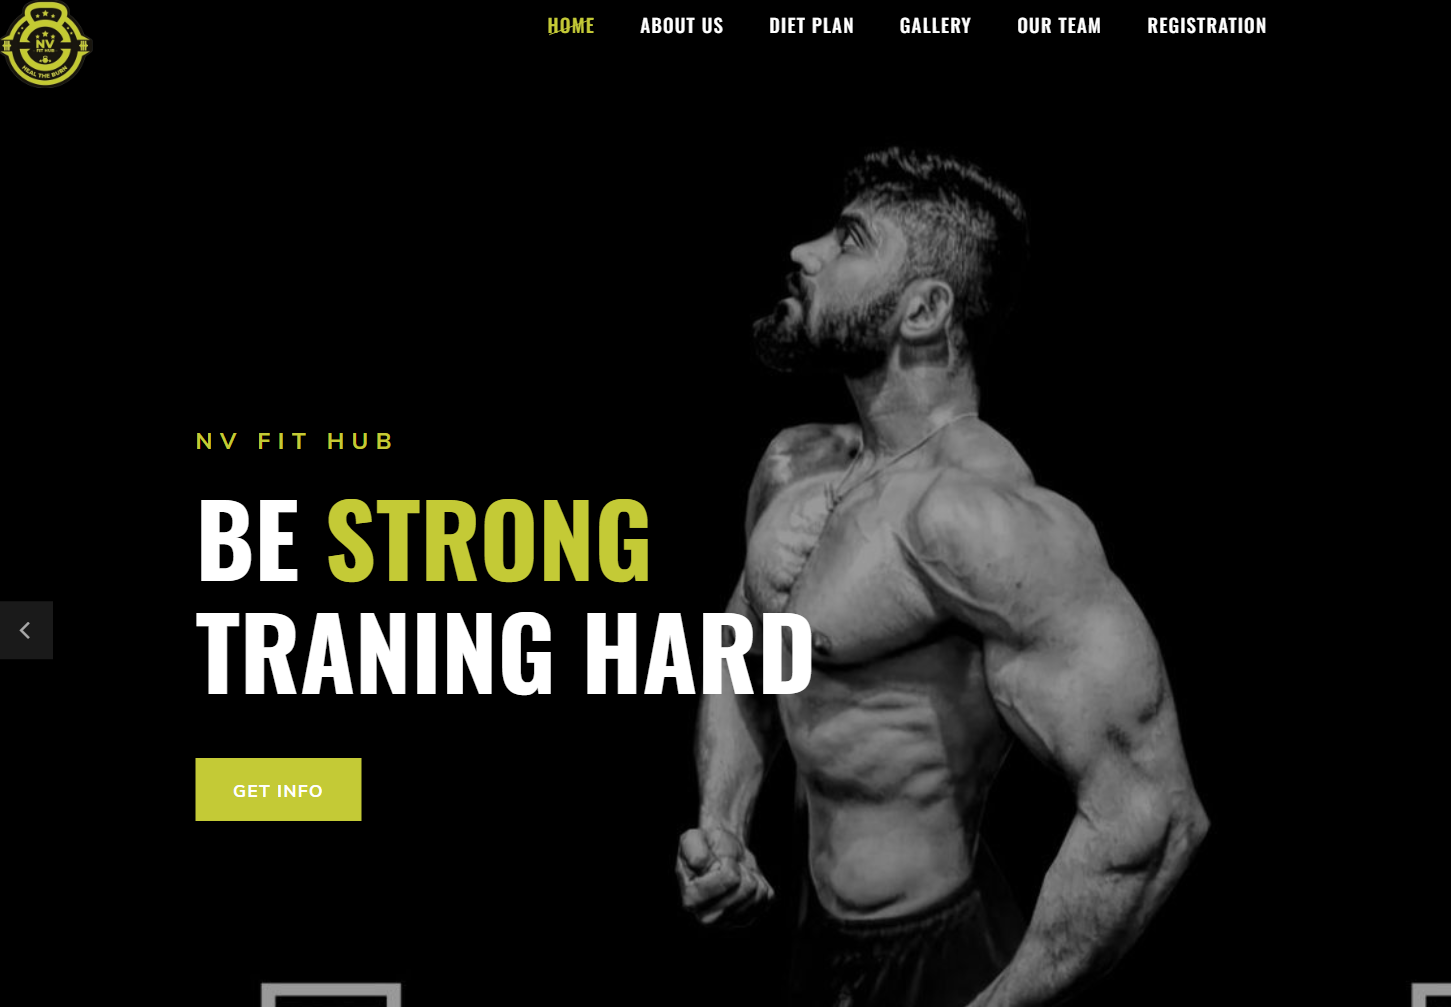 NV
FIT HUB
HEAL THE BURN
HOME ABOUT US DIET PLAN GALLERY OUR TEAM REGISTRATION
NV FIT HUB
BE STRONG
TRANING HARD
GET INFO